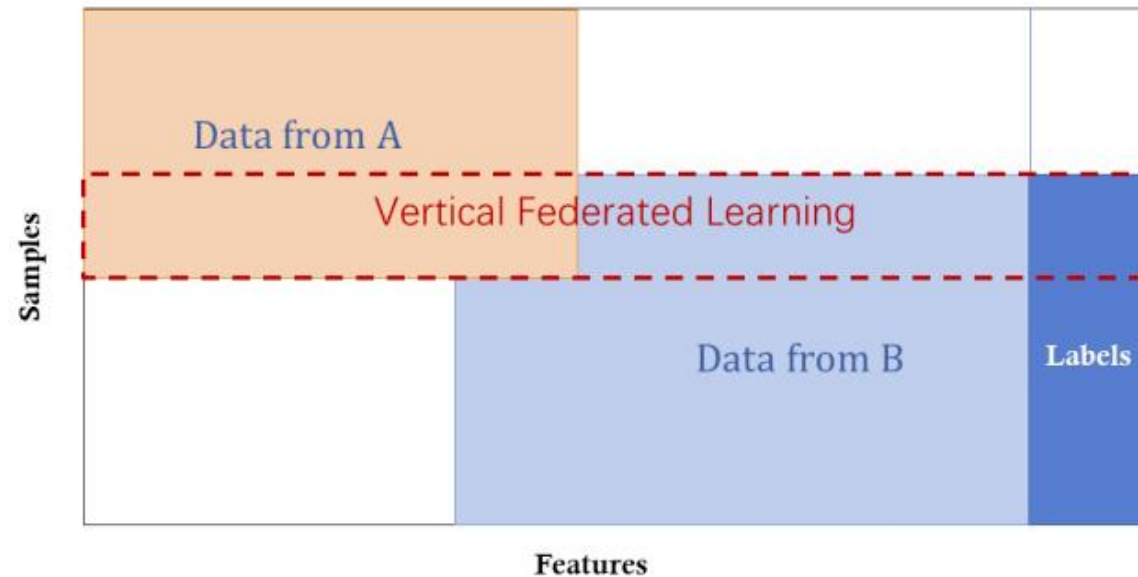 Data from A
Vertical Federated Learning
Samples
Data from B
Labels
Features